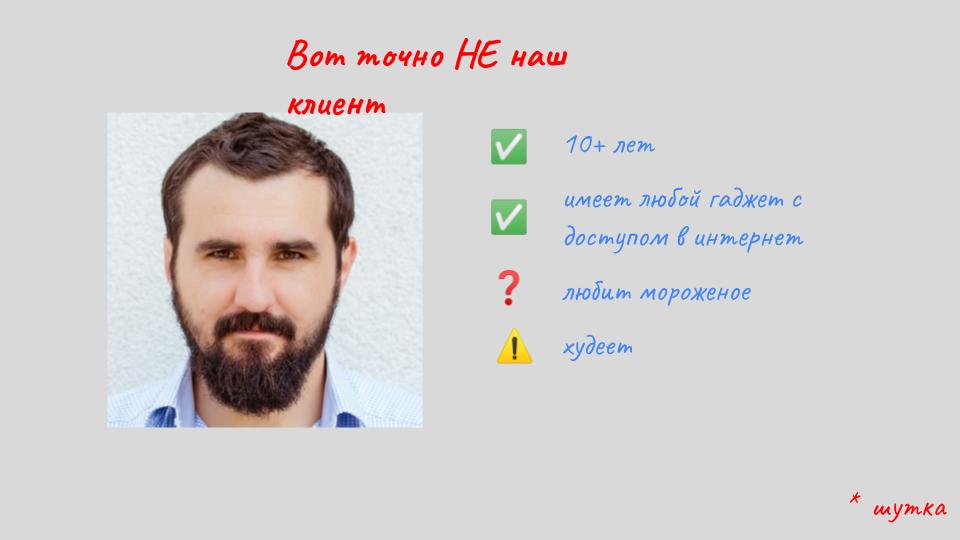 Вот точно НЕ наш
клиент
10+ лет
имеет любой гаджет с
доступом в интернет
любит мороженое
худеет
* шутка